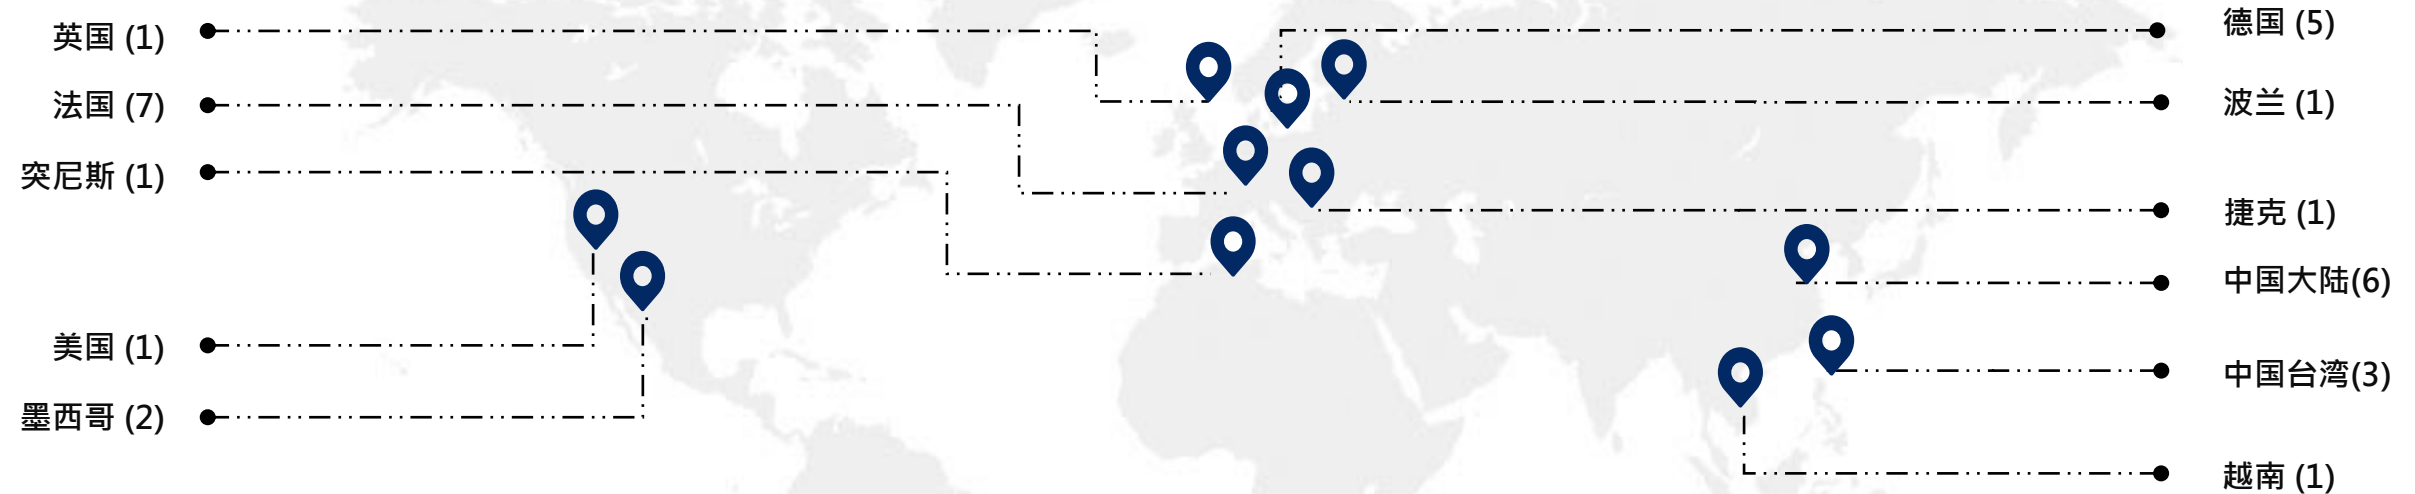 英国 (1)
法国 (7)
突尼斯 (1)
美国 (1)
墨西哥 (2)
德国 (5)
波兰 (1)
捷克 (1)
中国大陆(6)
中国台湾(3)
越南 (1)